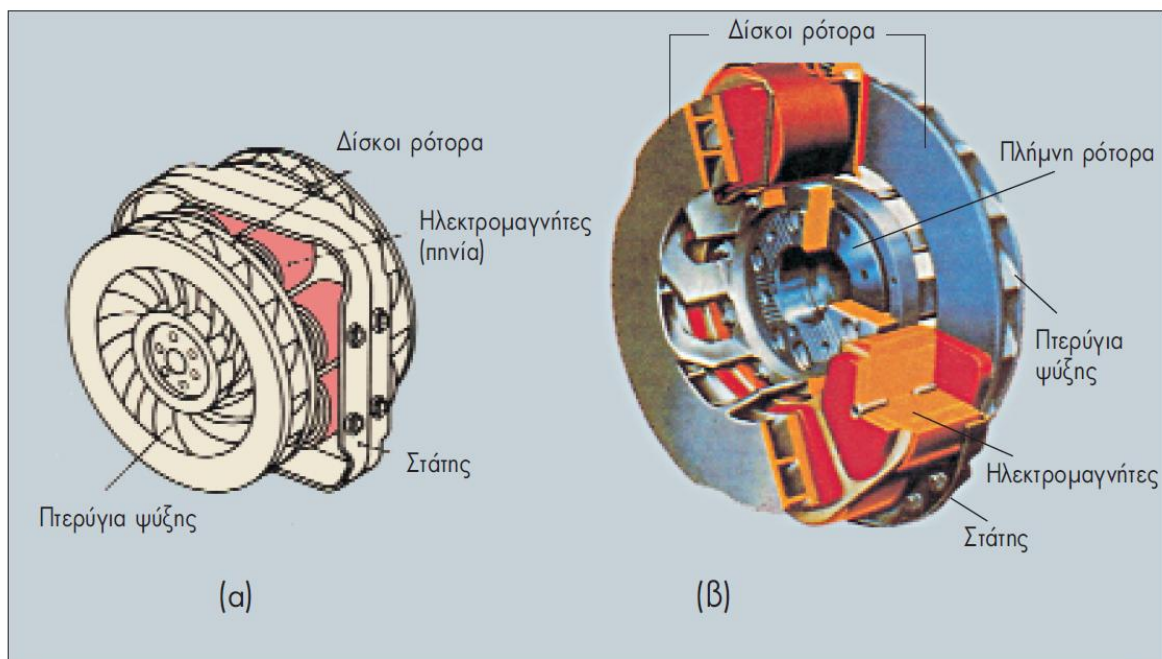 Δίσκοι ρότορα
Ηλεκτρομαγνήτες
(πηνία)
Στάτης
Πτερύγια ψύξης
(α)
Δίσκοι ρότορα
Πλήμνη ρότορα
Πτερύγια
ψύξης
Ηλεκτρομαγνήτες
Στάτης
(β)